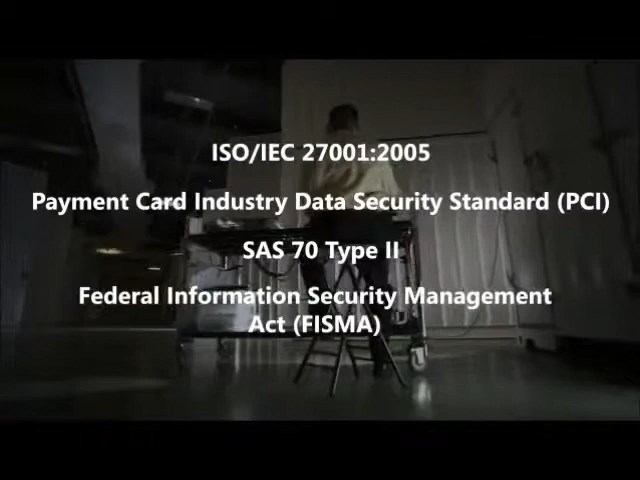 ISO/IEC 27001:2005
Payment Card Industry Data Security Standard (PCI)
SAS 70 Type II
Federal Information Security Management
Act (FISMA)